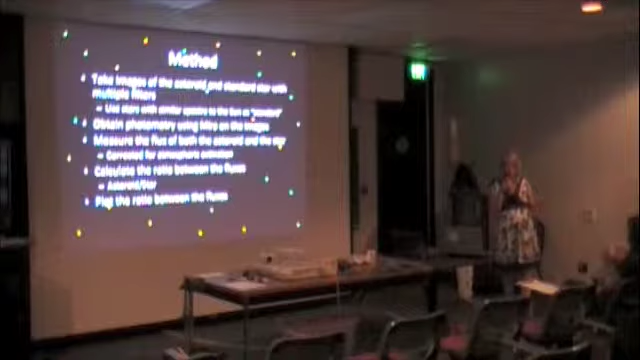 Method
Take images of the asteroid and standard star with
multiple filters
Use stars with similar spectra to the Sun as "standard"
Obtain photometry using on the images
Measure the flux of both the asteroid and the star
Corrected for atmospheric extinction
Calculate the ratio between the fluxes
Asteroid/Star
Plot the ratio between the fluxes